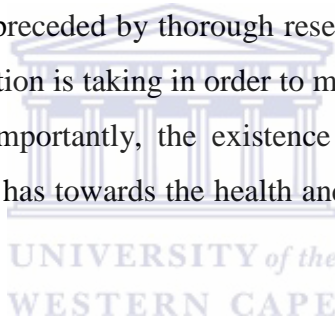 preceded by thorough rese
tion is taking in order to m
mportantly, the existence
has towards the health and
UNIVERSITY of the
WESTERN CAPE